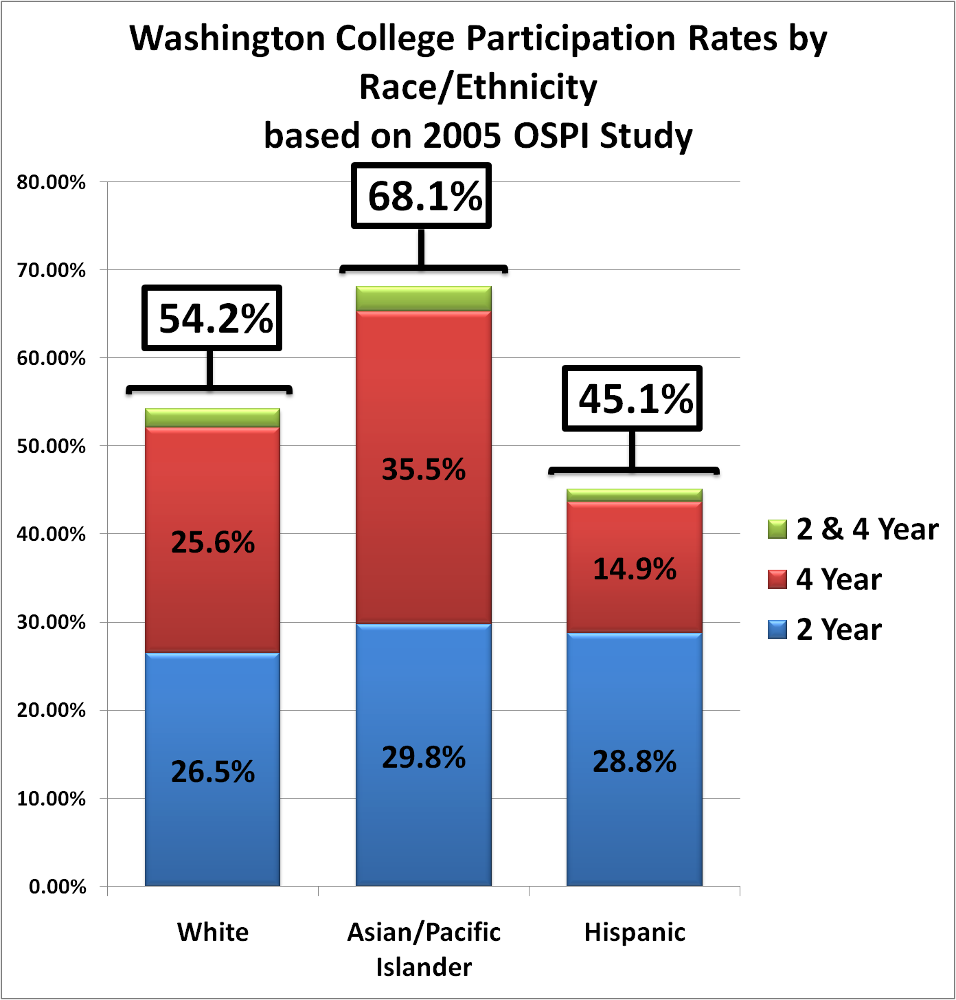 Washington College Participation Rates by
Race/Ethnicity
based on 2005 OSPI Study
80.00%
70.00%
60.00%
50.00%
40.00%
30.00%
20.00%
10.00%
0.00%
54.2%
25.6%
26.5%
68.1%
35.5%
29.8%
45.1%
14.9%
28.8%
White
Asian/Pacific
Islander
Hispanic
2 & 4 Year
4 Year
2 Year